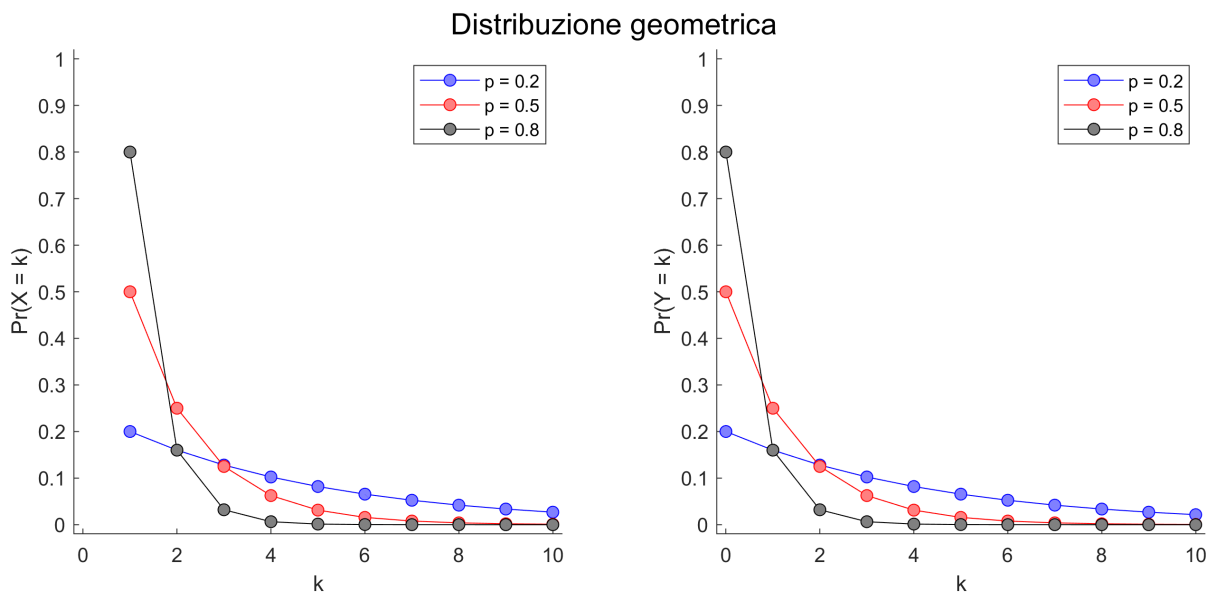 Distribuzione geometrica
1
0.9
0.8
0.7
0.6
0.5
0.4
0.3
0.2
0.1
0
Pr(X = k)
0 2 4 6 8 10
k
p = 0.2
p = 0.5
p = 0.8
1
0.9
0.8
0.7
0.6
0.5
0.4
0.3
0.2
0.1
0
Pr(Y = k)
0 2 4 6 8 10
k
p = 0.2
p = 0.5
p = 0.8